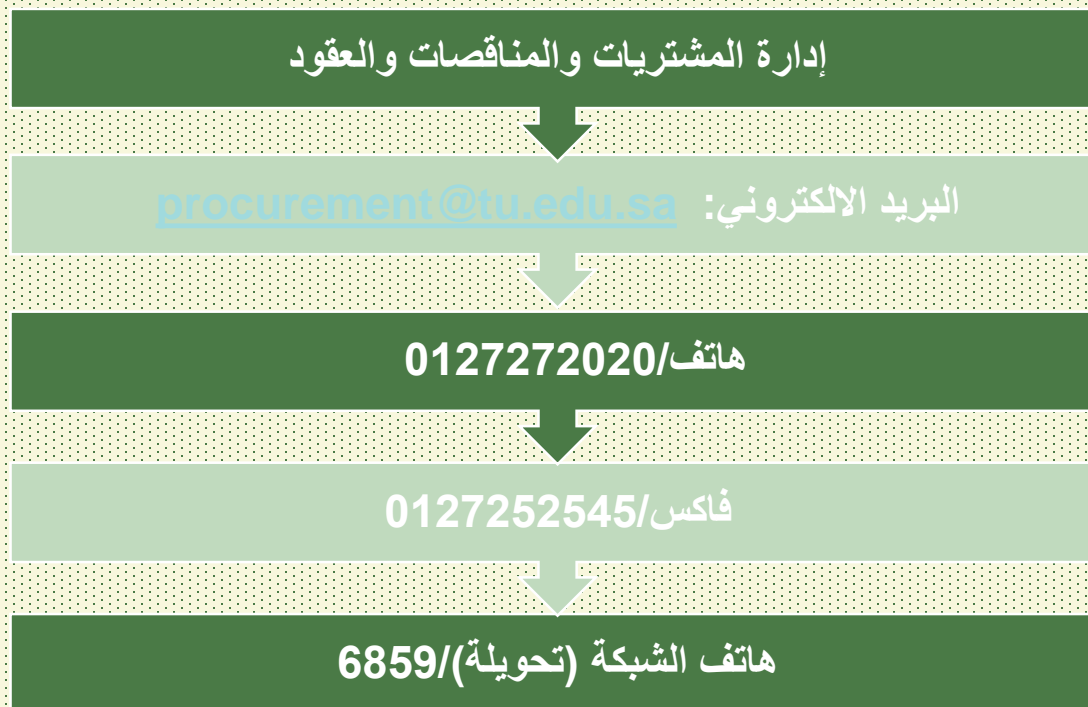 إدارة المشتريات والمناقصات والعقود
البريد الالكتروني: procurement@tu.edu.sa
هاتف/0127272020
فاكس/0127252545
هاتف الشبكة (تحويلة)/6859